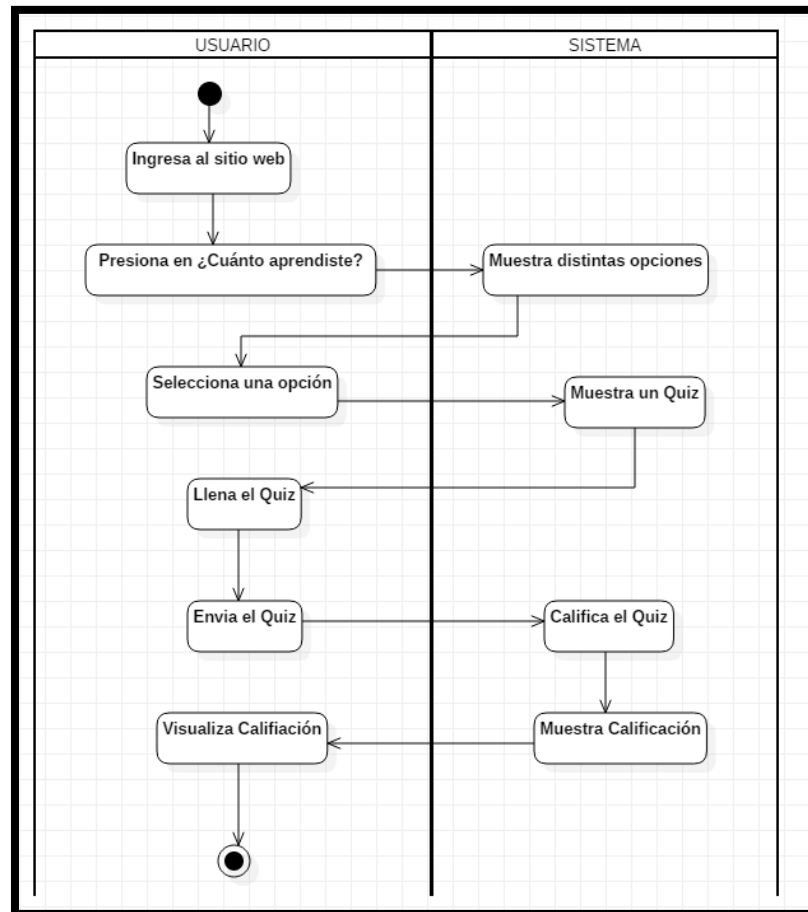 USUARIO
SISTEMA
Ingresa al sitio web
Presiona en ¿Cuánto aprendiste?
Muestra distintas opciones
Selecciona una opción
Muestra un Quiz
Llena el Quiz
Envia el Quiz
Califica el Quiz
Muestra Calificación
Visualiza Califiación